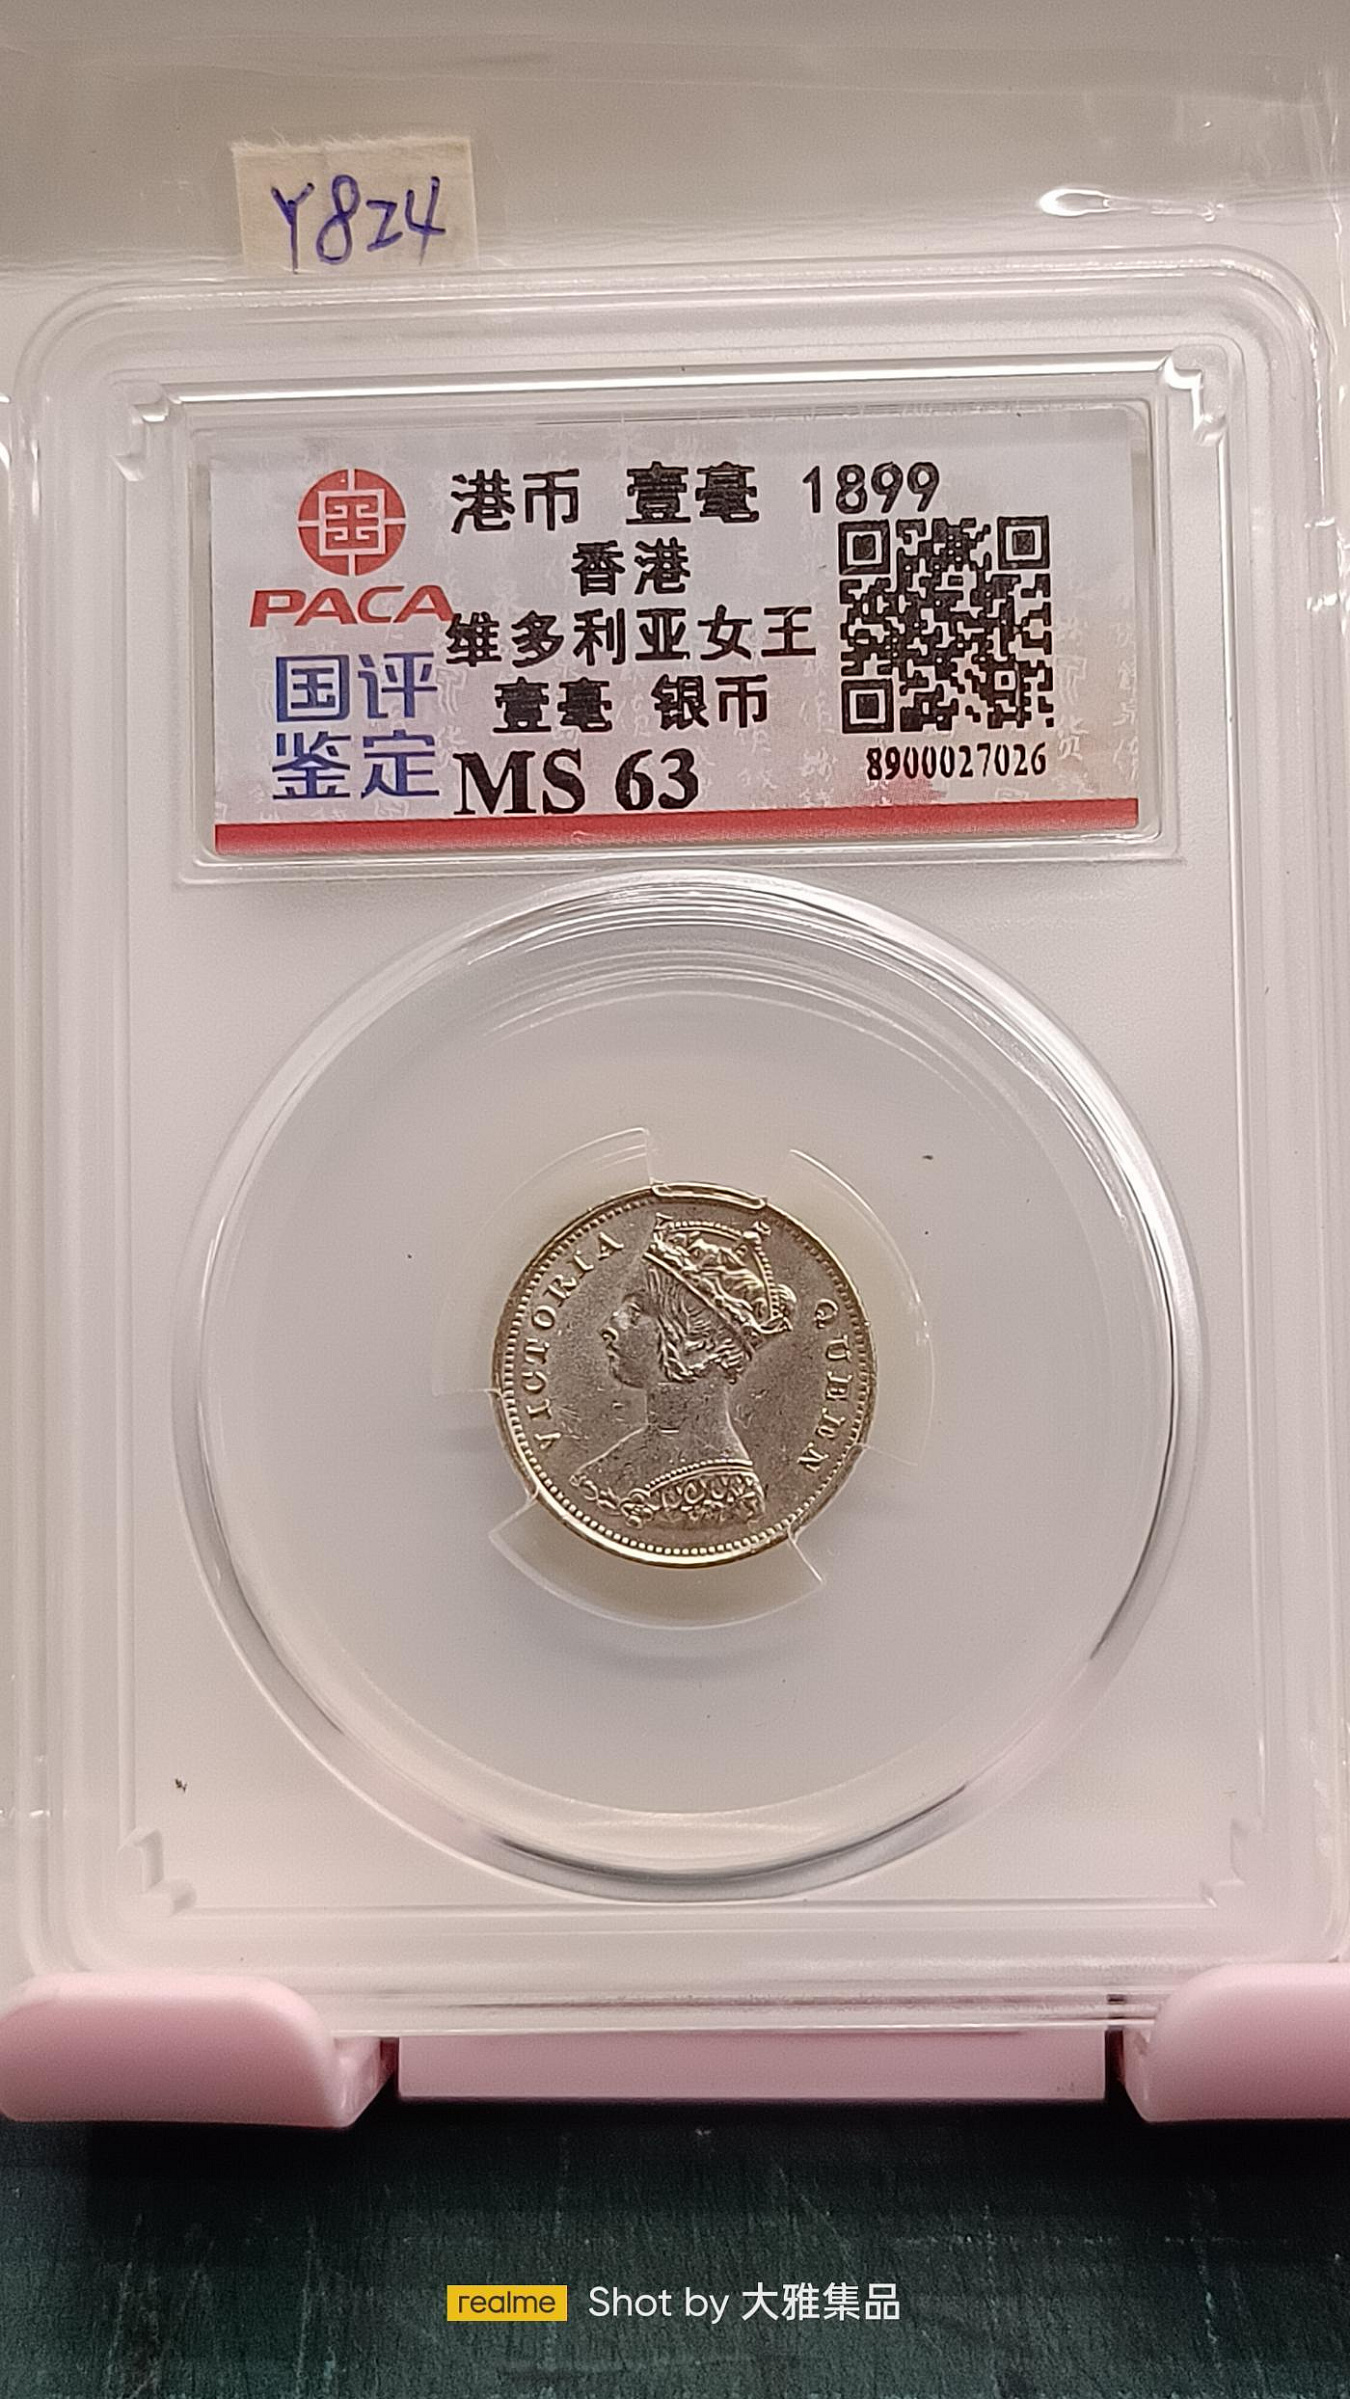 Y824
港币 壹毫 1899
香港
PACA
维多利亚女王
国评
鉴定
壹毫 银币
MS 63
8900027026
VICTORIA
QUEEN
realme Shot by 大雅集品